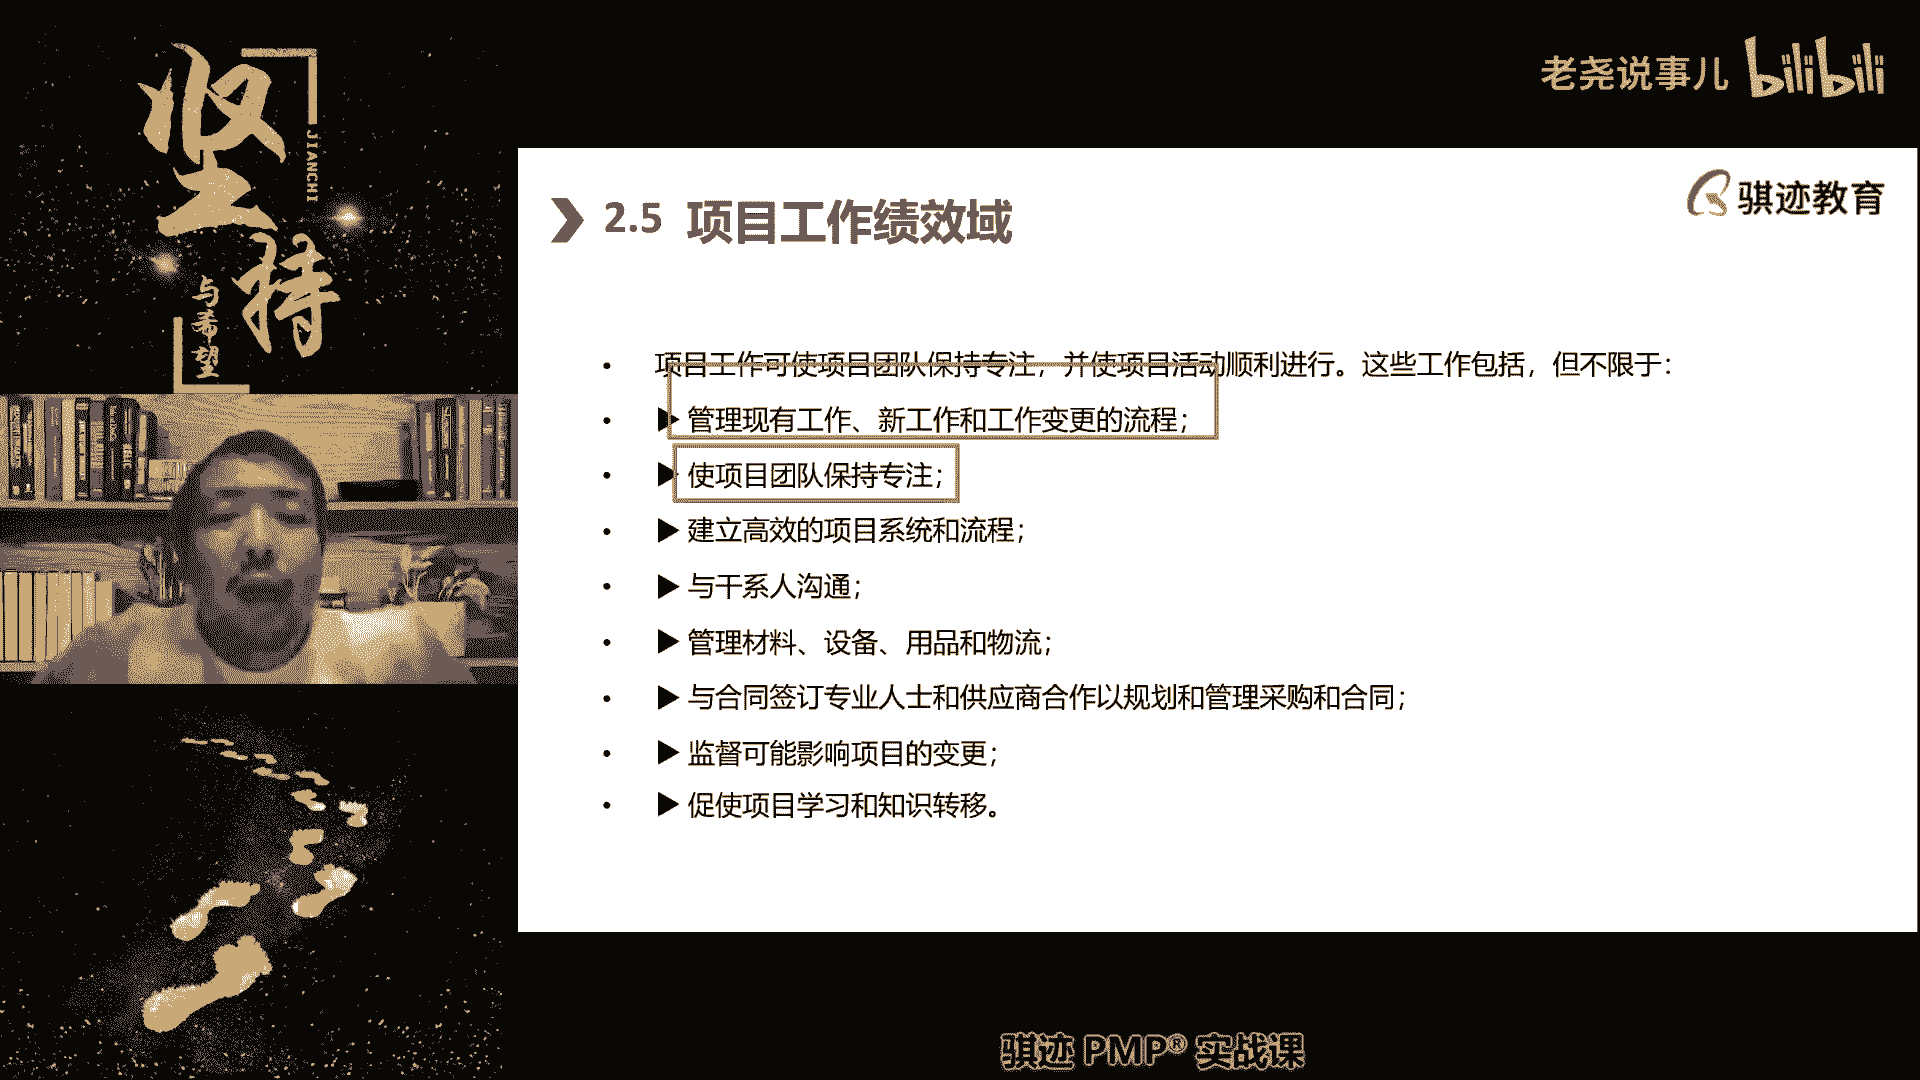 坚持
JIANCHI
与希望
老尧说事儿 bilibili
骐迹教育
2.5 项目工作绩效域
• 项目工作可使项目团队保持专注，并使项目活动顺利进行。这些工作包括，但不限于：
• ▶ 管理现有工作、新工作和工作变更的流程；
• ▶ 使项目团队保持专注；
• ▶ 建立高效的项目系统和流程；
• ▶ 与干系人沟通；
• ▶ 管理材料、设备、用品和物流；
• ▶ 与合同签订专业人士和供应商合作以规划和管理采购和合同；
• ▶ 监督可能影响项目的变更；
• ▶ 促使项目学习和知识转移。
骐迹 PMP® 实战课